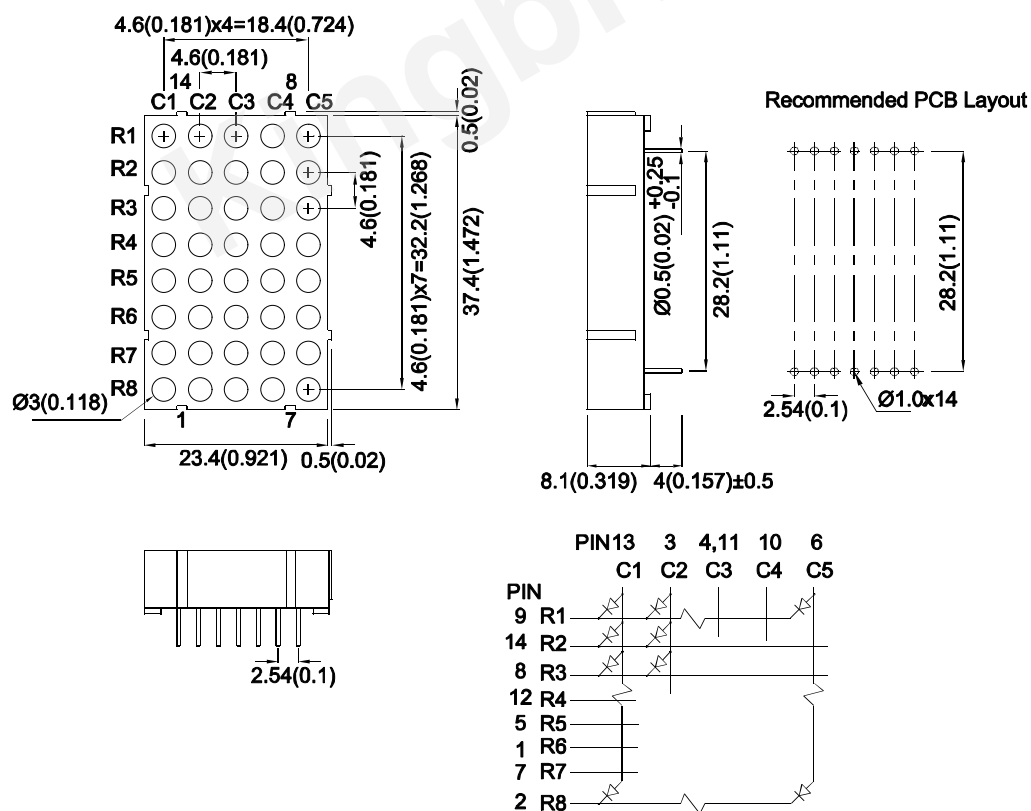 4.6(0.181)x4=18.4(0.724)
4.6(0.181)
14 8
C1 C2 C3 C4 C5
R1
R2
R3
R4
R5
R6
R7
R8
Ø3(0.118)
1 7
23.4(0.921) 0.5(0.02)
0.5(0.02)
4.6(0.181)
4.6(0.181)x7=32.2(1.268)
37.4(1.472)
Ø0.5(0.02) +0.25 -0.1
28.2(1.11)
8.1(0.319) 4(0.157)±0.5
Recommended PCB Layout
28.2(1.11)
2.54(0.1)
Ø1.0x14
2.54(0.1)
PIN13 3 4,11 10 6
C1 C2 C3 C4 C5
PIN
9 R1
14 R2
8 R3
12 R4
5 R5
1 R6
7 R7
2 R8